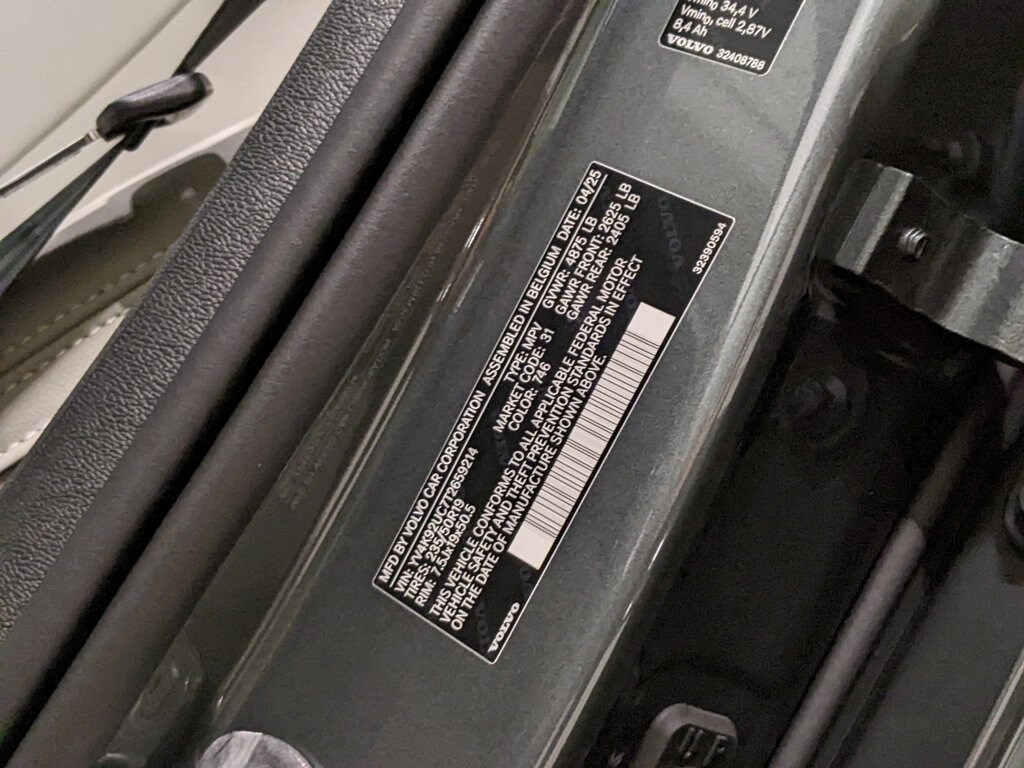 34,4 V
Vmin0, cell 2,87V
8,4 Ah
VOLVO 32408788
MFD BY VOLVO CAR CORPORATION ASSEMBLED IN BELGIUM DATE: 04/25
VIN: YV4K92UC7T2659214 TYPE: MPV GVWR: 4875 LB
TIRES: 235/50R19 MARKET CODE: 31 GAWR FRONT: 2625 LB
RIM: 7.5Jx19x50.5 COLOR: 746 GAWR REAR: 2405 LB
THIS VEHICLE CONFORMS TO ALL APPLICABLE FEDERAL MOTOR
VEHICLE SAFETY AND THEFT PREVENTION STANDARDS IN EFFECT
ON THE DATE OF MANUFACTURE SHOWN ABOVE.
VOLVO
32390594